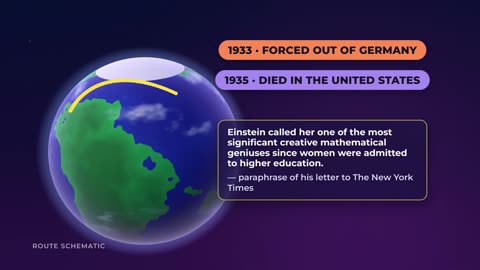 1933 · FORCED OUT OF GERMANY
1935 · DIED IN THE UNITED STATES
Einstein called her one of the most
significant creative mathematical
geniuses since women were admitted
to higher education.
— paraphrase of his letter to The New York
Times
ROUTE SCHEMATIC